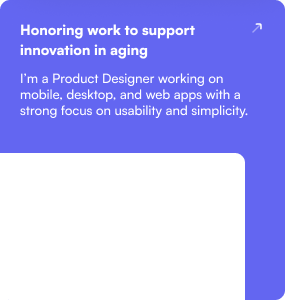 Honoring work to support
innovation in aging
I'm a Product Designer working on
mobile, desktop, and web apps with a
strong focus on usability and simplicity.